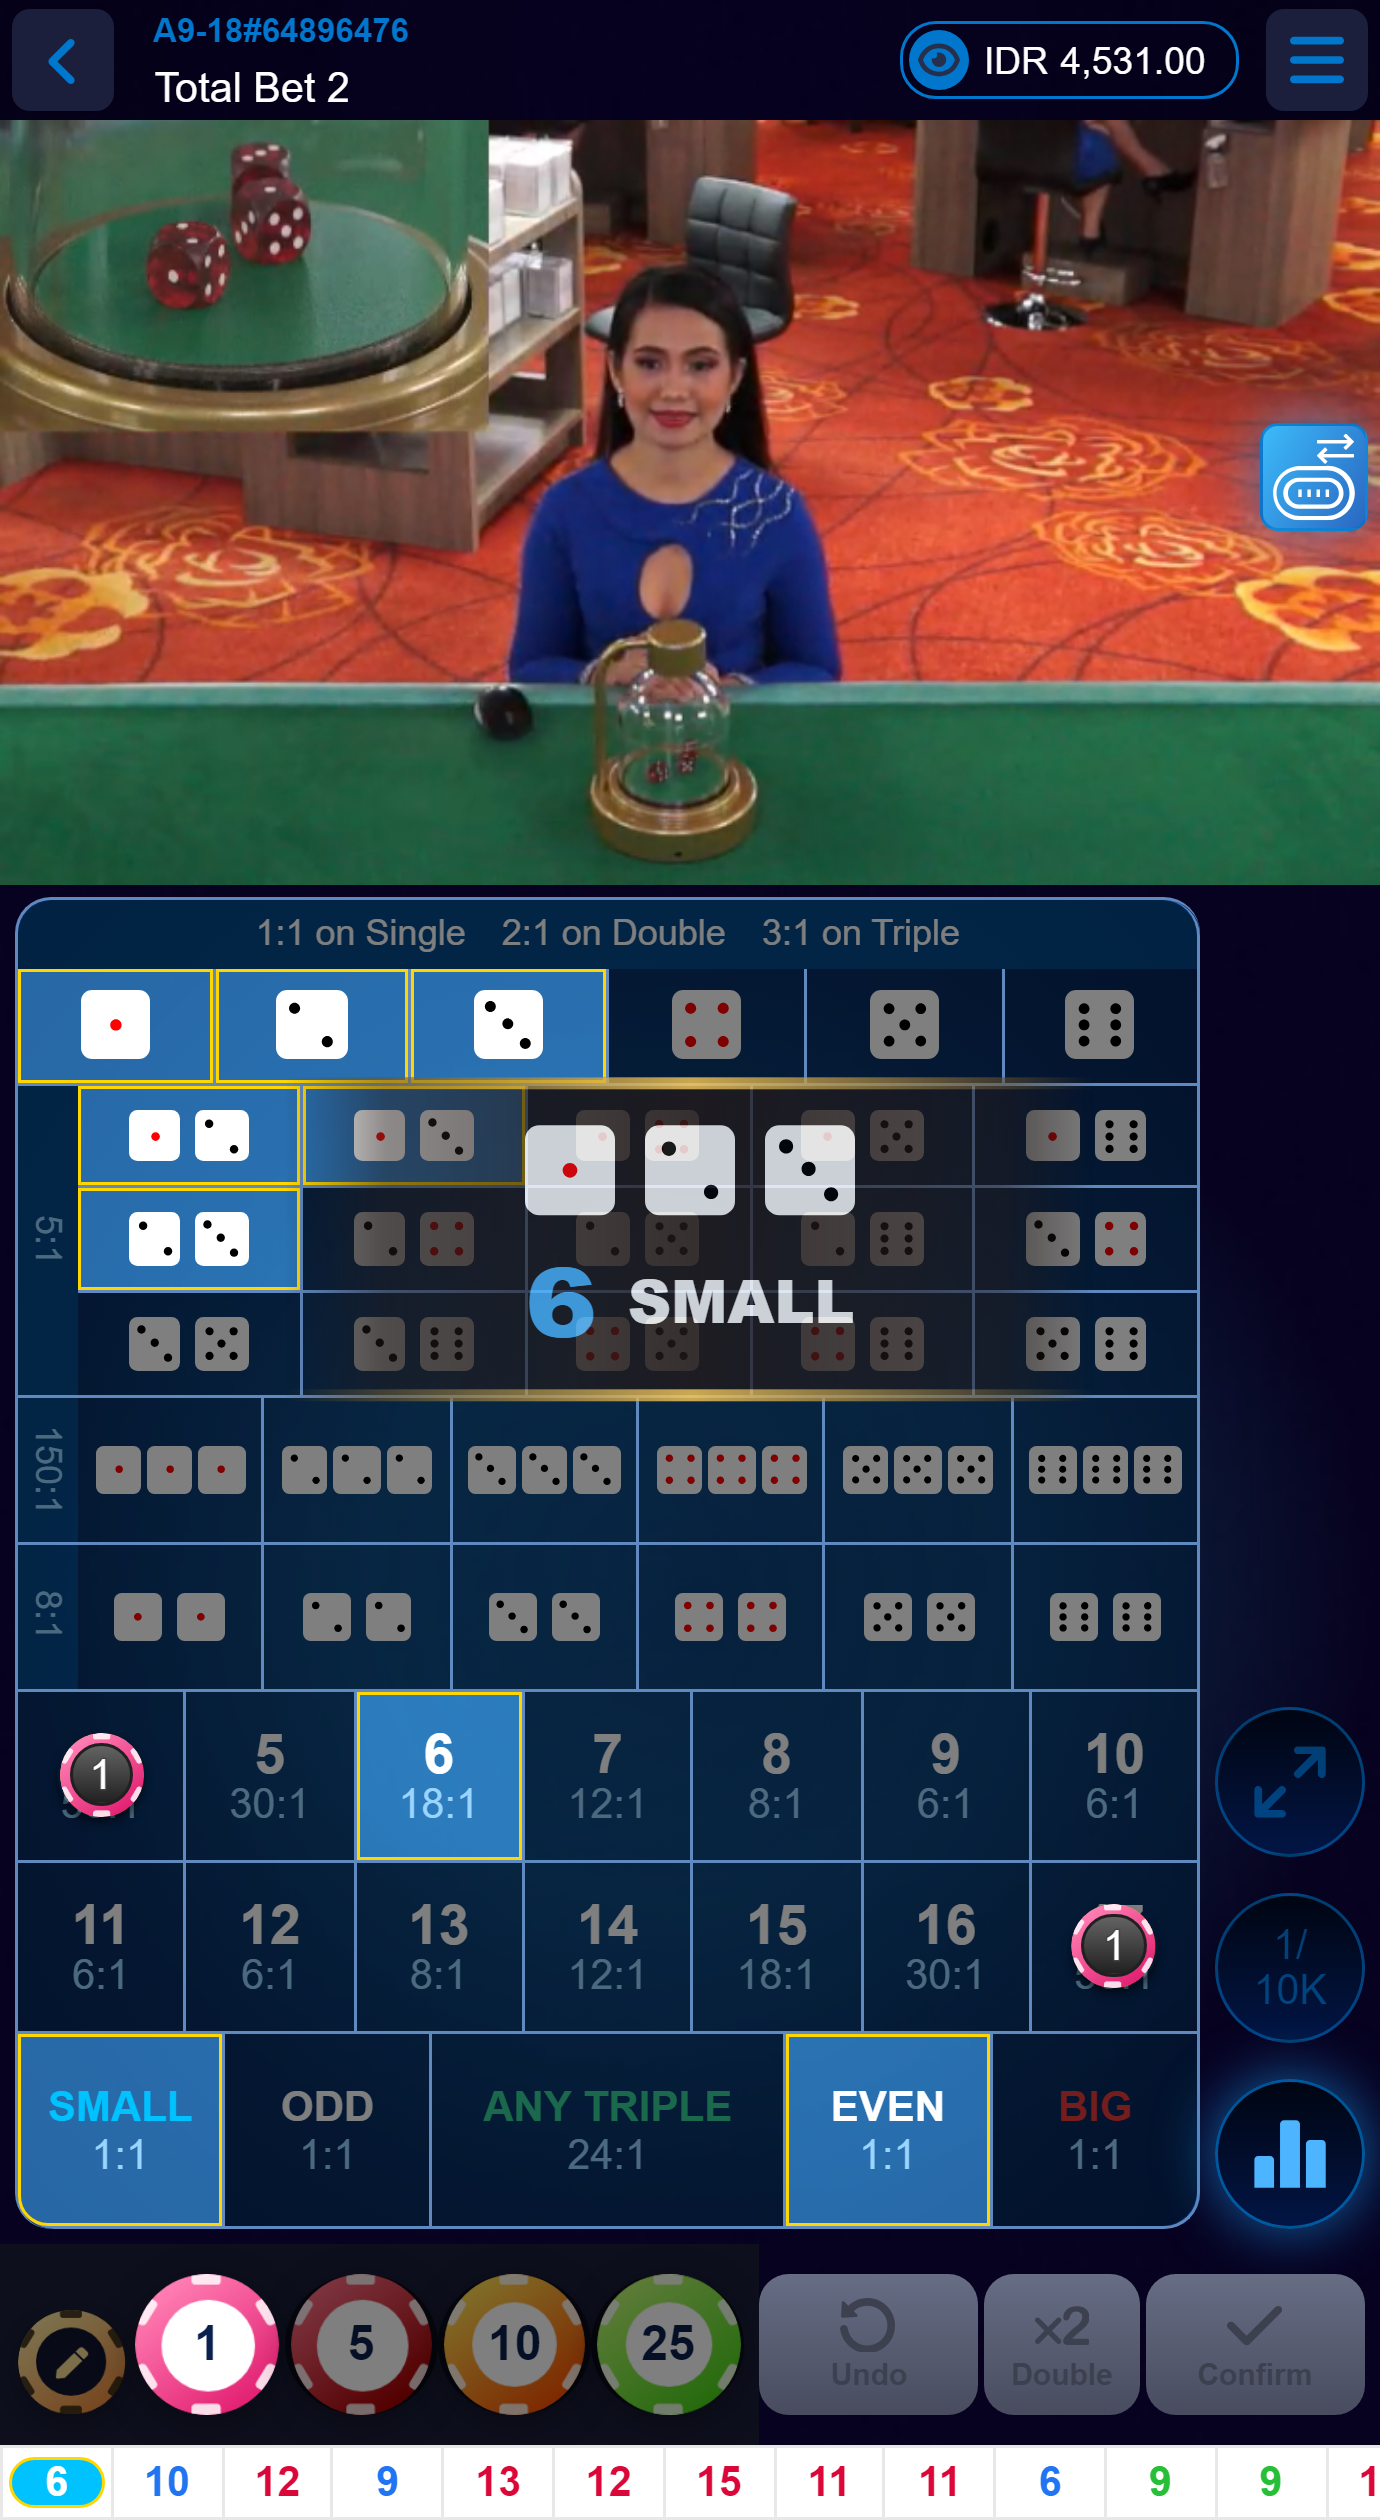 A9-18#64896476
Total Bet 2
IDR 4,531.00
1:1 on Single 2:1 on Double 3:1 on Triple
5:1
6 SMALL
150:1
8:1
1
5 6 7 8 9 10
30:1 18:1 12:1 8:1 6:1 6:1
11 12 13 14 15 16
1
6:1 6:1 8:1 12:1 18:1 30:1
1/
10K
SMALL ODD ANY TRIPLE EVEN BIG
1:1 1:1 24:1 1:1 1:1
1 5 10 25
x2
Undo Double Confirm
6 10 12 9 13 12 15 11 11 6 9 9